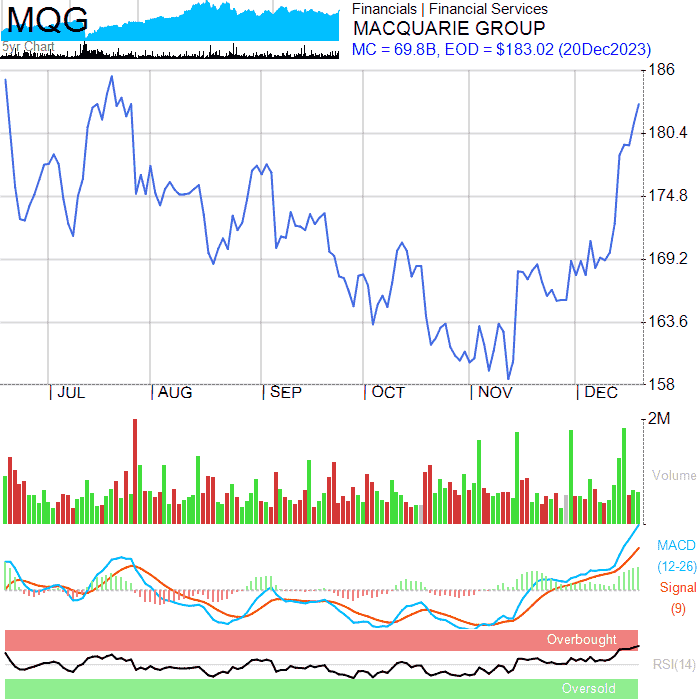 MQG
5yr Chart
Financials | Financial Services
MACQUARIE GROUP
MC = 69.8B, EOD = $183.02 (20Dec2023)
186
180.4
174.8
169.2
163.6
158
JUL
AUG
SEP
OCT
NOV
DEC
2M
Volume
MACD
(12-26)
Signal
(9)
Overbought
RSI(14)
Oversold